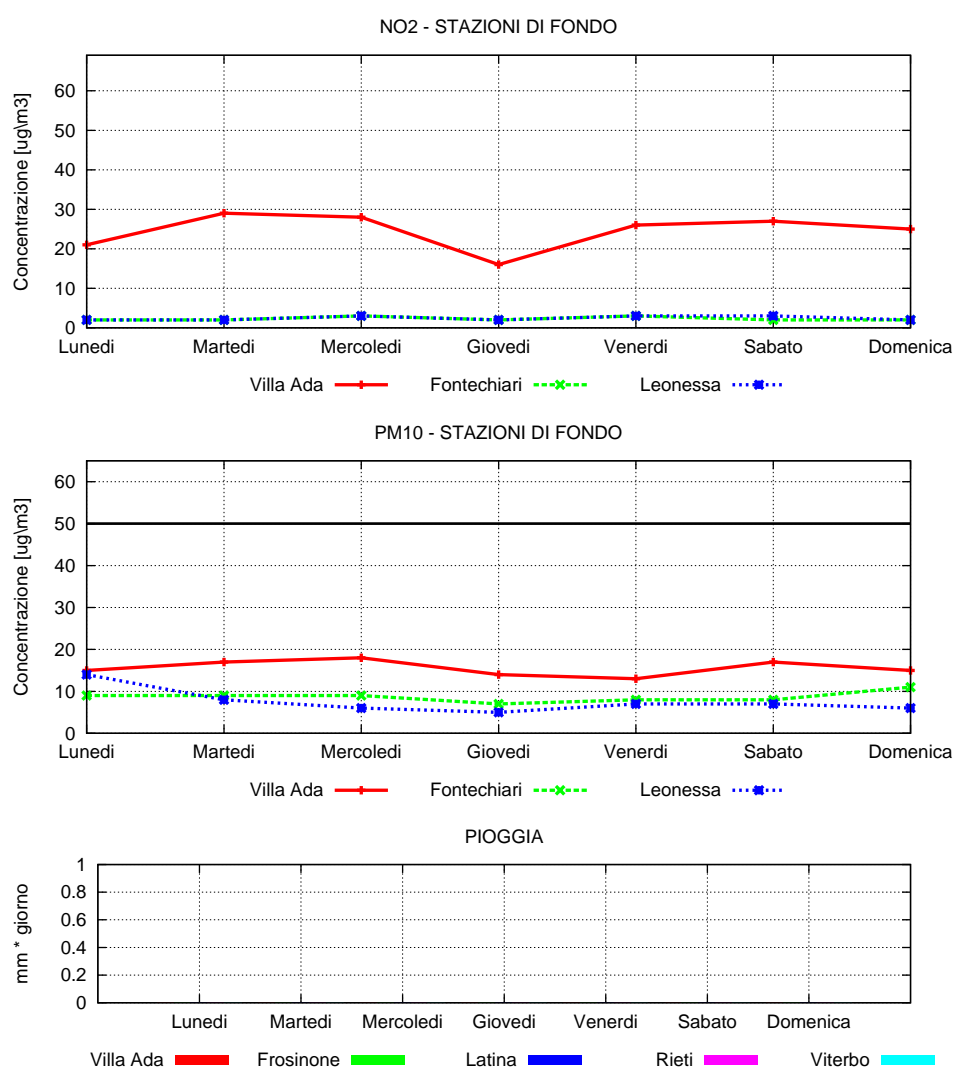 NO2 - STAZIONI DI FONDO
Concentrazione [ug\m3]
60
50
40
30
20
10
0
Lunedi Martedi Mercoledi Giovedi Venerdi Sabato Domenica
Villa Ada Fontechiari Leonessa
PM10 - STAZIONI DI FONDO
Concentrazione [ug\m3]
60
50
40
30
20
10
0
Lunedi Martedi Mercoledi Giovedi Venerdi Sabato Domenica
Villa Ada Fontechiari Leonessa
PIOGGIA
mm * giorno
1
0.8
0.6
0.4
0.2
0
Lunedi Martedi Mercoledi Giovedi Venerdi Sabato Domenica
Villa Ada Frosinone Latina Rieti Viterbo